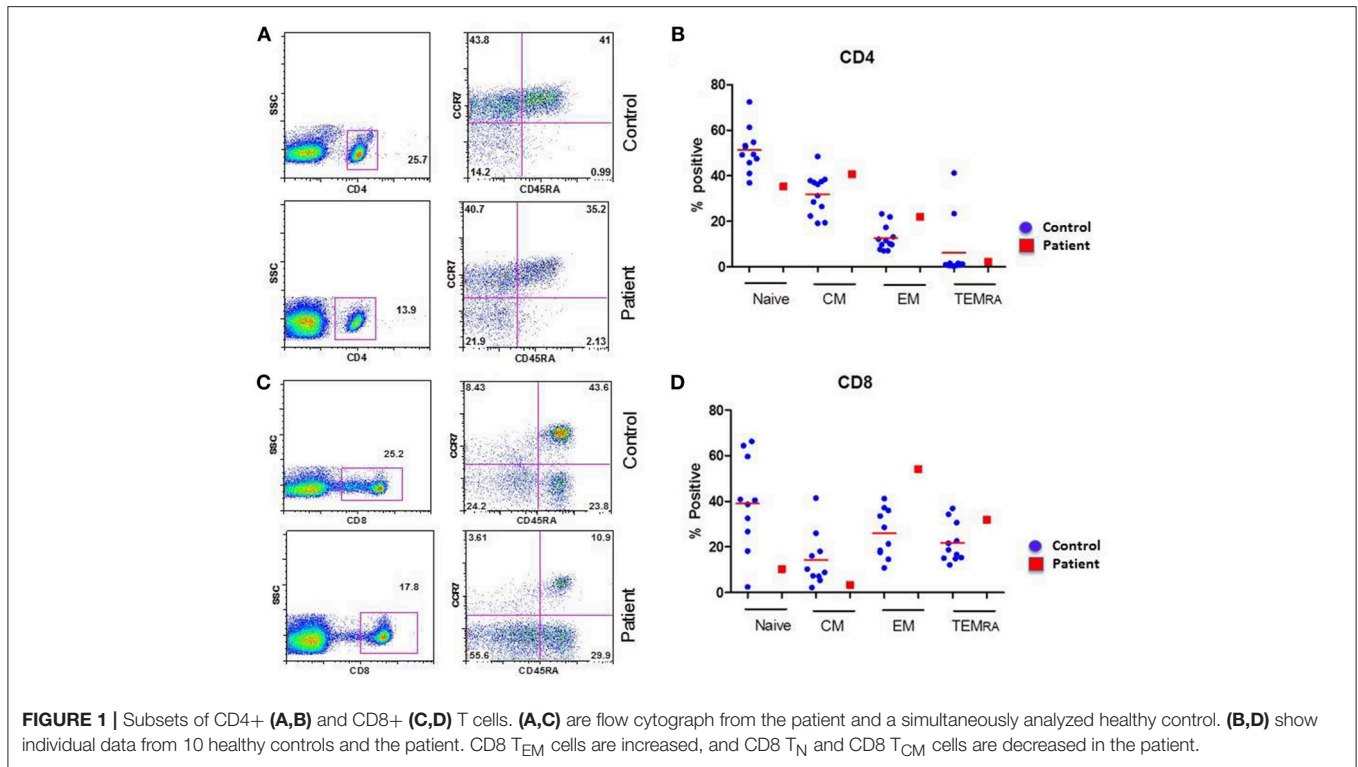 A
43.8 41
SSC
CCR7
Control
25.7
14.2 0.99
CD4 CD45RA
40.7 35.2
SSC
CCR7
Patient
13.9
21.9 2.13
CD4 CD45RA
B
CD4
80
60
40
20
0
% positive
Naive CM EM TEMRA
Control
Patient
C
8.43 43.6
SSC
CCR7
Control
25.2
24.2 23.8
CD8 CD45RA
3.61 10.9
SSC
CCR7
Patient
17.8
55.6 29.9
CD8 CD45RA
D
CD8
80
60
40
20
0
% Positive
Naive CM EM TEMRA
Control
Patient
FIGURE 1 | Subsets of CD4+ (A,B) and CD8+ (C,D) T cells. (A,C) are flow cytograph from the patient and a simultaneously analyzed healthy control. (B,D) show
individual data from 10 healthy controls and the patient. CD8 TEM cells are increased, and CD8 TN and CD8 TCM cells are decreased in the patient.